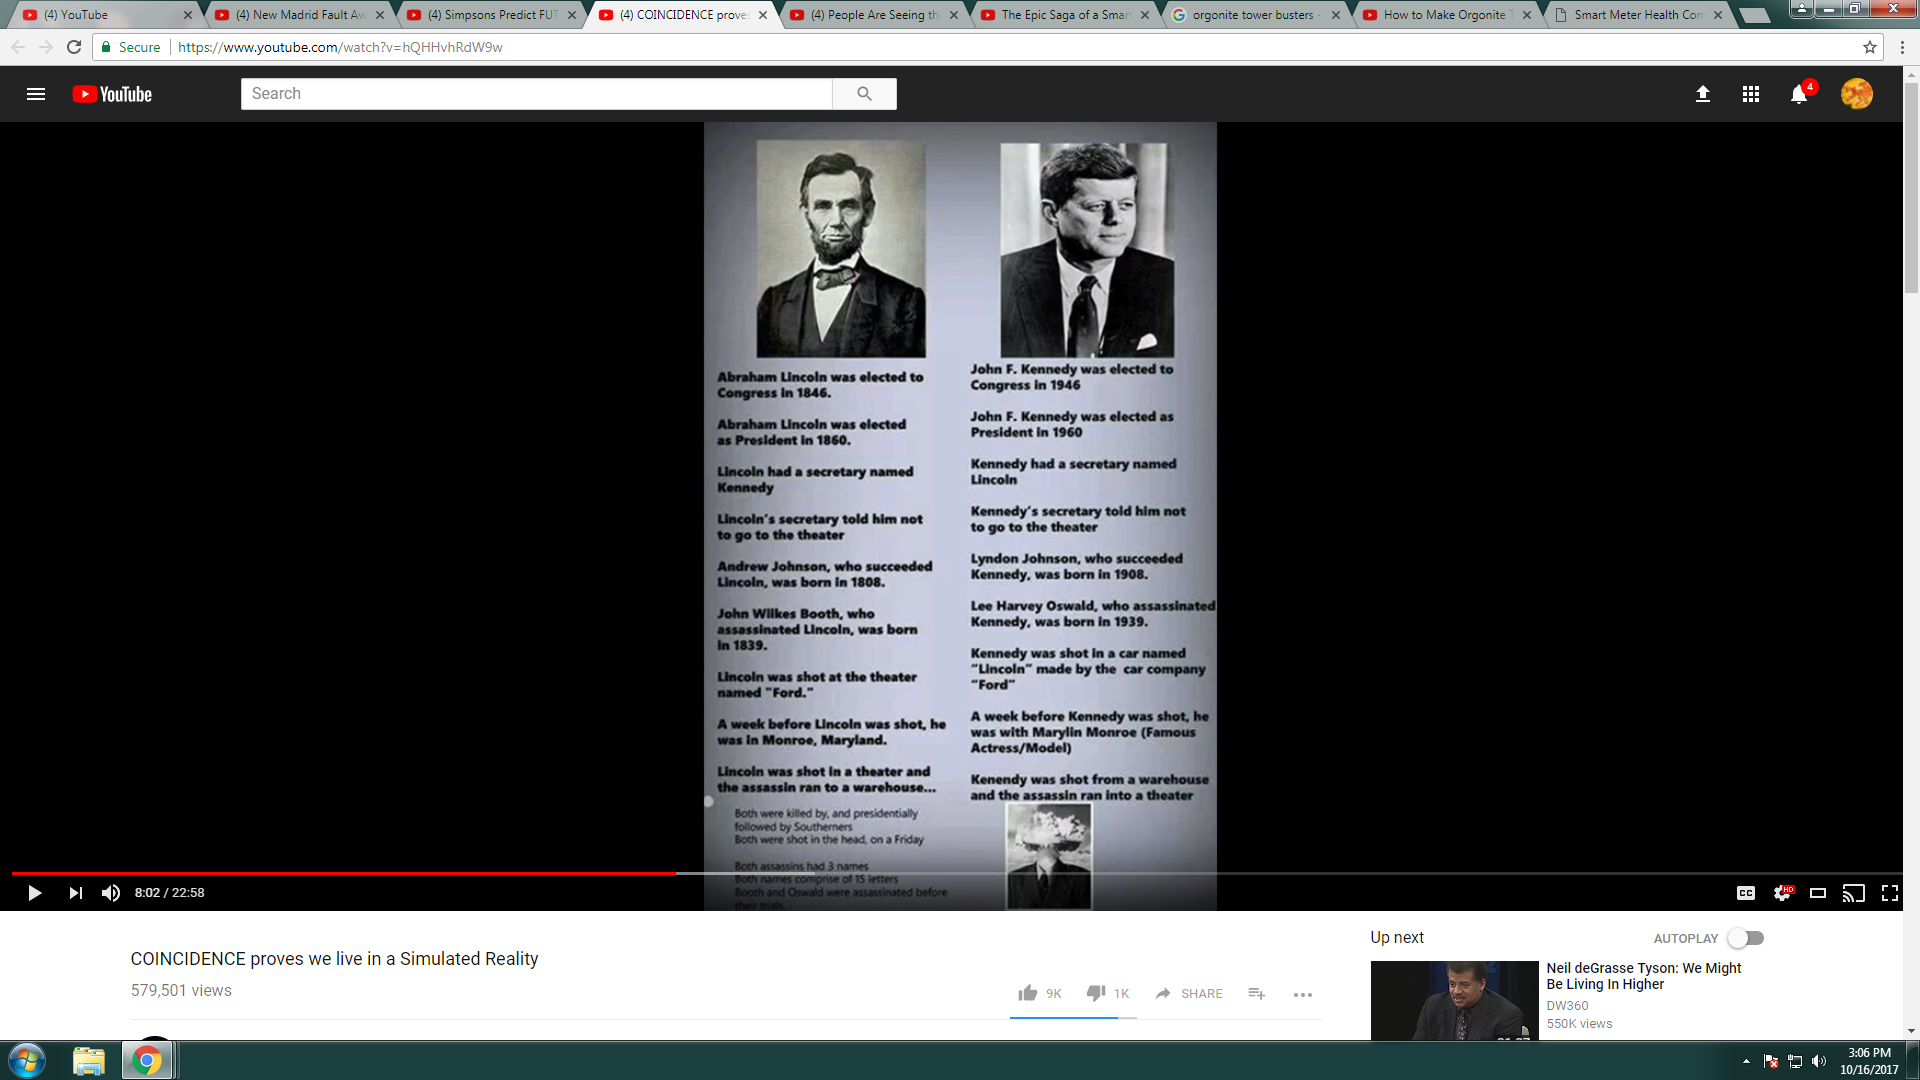 (4) YouTube
(4) New Madrid Fault Aw
(4) Simpsons Predict FUT
(4) COINCIDENCE proves
(4) People Are Seeing th
The Epic Saga of a Smar
orgonite tower busters -
How to Make Orgonite T
Smart Meter Health Con
Secure https://www.youtube.com/watch?v=hQHHvhRdW9w
YouTube
Search
4
Abraham Lincoln was elected to
Congress in 1846.
Abraham Lincoln was elected
as President in 1860.
Lincoln had a secretary named
Kennedy
Lincoln's secretary told him not
to go to the theater
Andrew Johnson, who succeeded
Lincoln, was born in 1808.
John Wilkes Booth, who
assassinated Lincoln, was born
in 1839.
Lincoln was shot at the theater
named "Ford."
A week before Lincoln was shot, he
was in Monroe, Maryland.
Lincoln was shot in a theater and
the assassin ran to a warehouse...
Both were killed by, and presidentially
followed by Southerners
Both were shot in the head, on a Friday
Both assassins had 3 names
Both names comprise of 15 letters
Booth and Oswald were assassinated before
their trials.
John F. Kennedy was elected to
Congress in 1946
John F. Kennedy was elected as
President in 1960
Kennedy had a secretary named
Lincoln
Kennedy's secretary told him not
to go to the theater
Lyndon Johnson, who succeeded
Kennedy, was born in 1908.
Lee Harvey Oswald, who assassinated
Kennedy, was born in 1939.
Kennedy was shot in a car named
"Lincoln" made by the car company
"Ford"
A week before Kennedy was shot, he
was with Marylin Monroe (Famous
Actress/Model)
Kenendy was shot from a warehouse
and the assassin ran into a theater
8:02 / 22:58
CC
HD
COINCIDENCE proves we live in a Simulated Reality
579,501 views
9K
1K
SHARE
Up next
AUTOPLAY
Neil deGrasse Tyson: We Might
Be Living In Higher
DW360
550K views
3:06 PM
10/16/2017